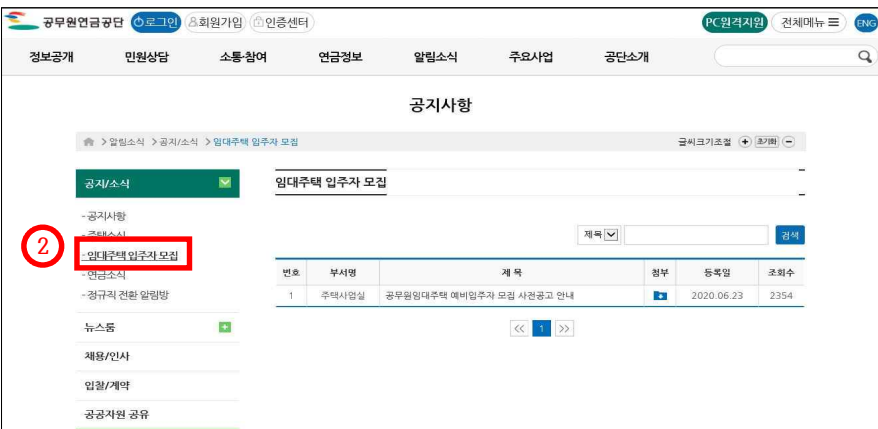 공무원연금공단 로그인 회원가입 인증센터 PC원격지원 전체메뉴 ENG
정보공개 민원상담 소통·참여 연금정보 알림소식 주요사업 공단소개
공지사항
> 알림소식 > 공지/소식 > 임대주택 입주자 모집 글씨크기조절 + 초기화 -
공지/소식
- 공지사항
- 주택소식
2
- 임대주택 입주자 모집
- 연금소식
- 정규직 전환 알림방
뉴스룸 +
채용/인사
입찰/계약
공공자원 공유
임대주택 입주자 모집
제목 검색
번호 부서명 제 목 첨부 등록일 조회수
1 주택사업실 공무원임대주택 예비입주자 모집 사전공고 안내 2020.06.23 2354
<< 1 >>